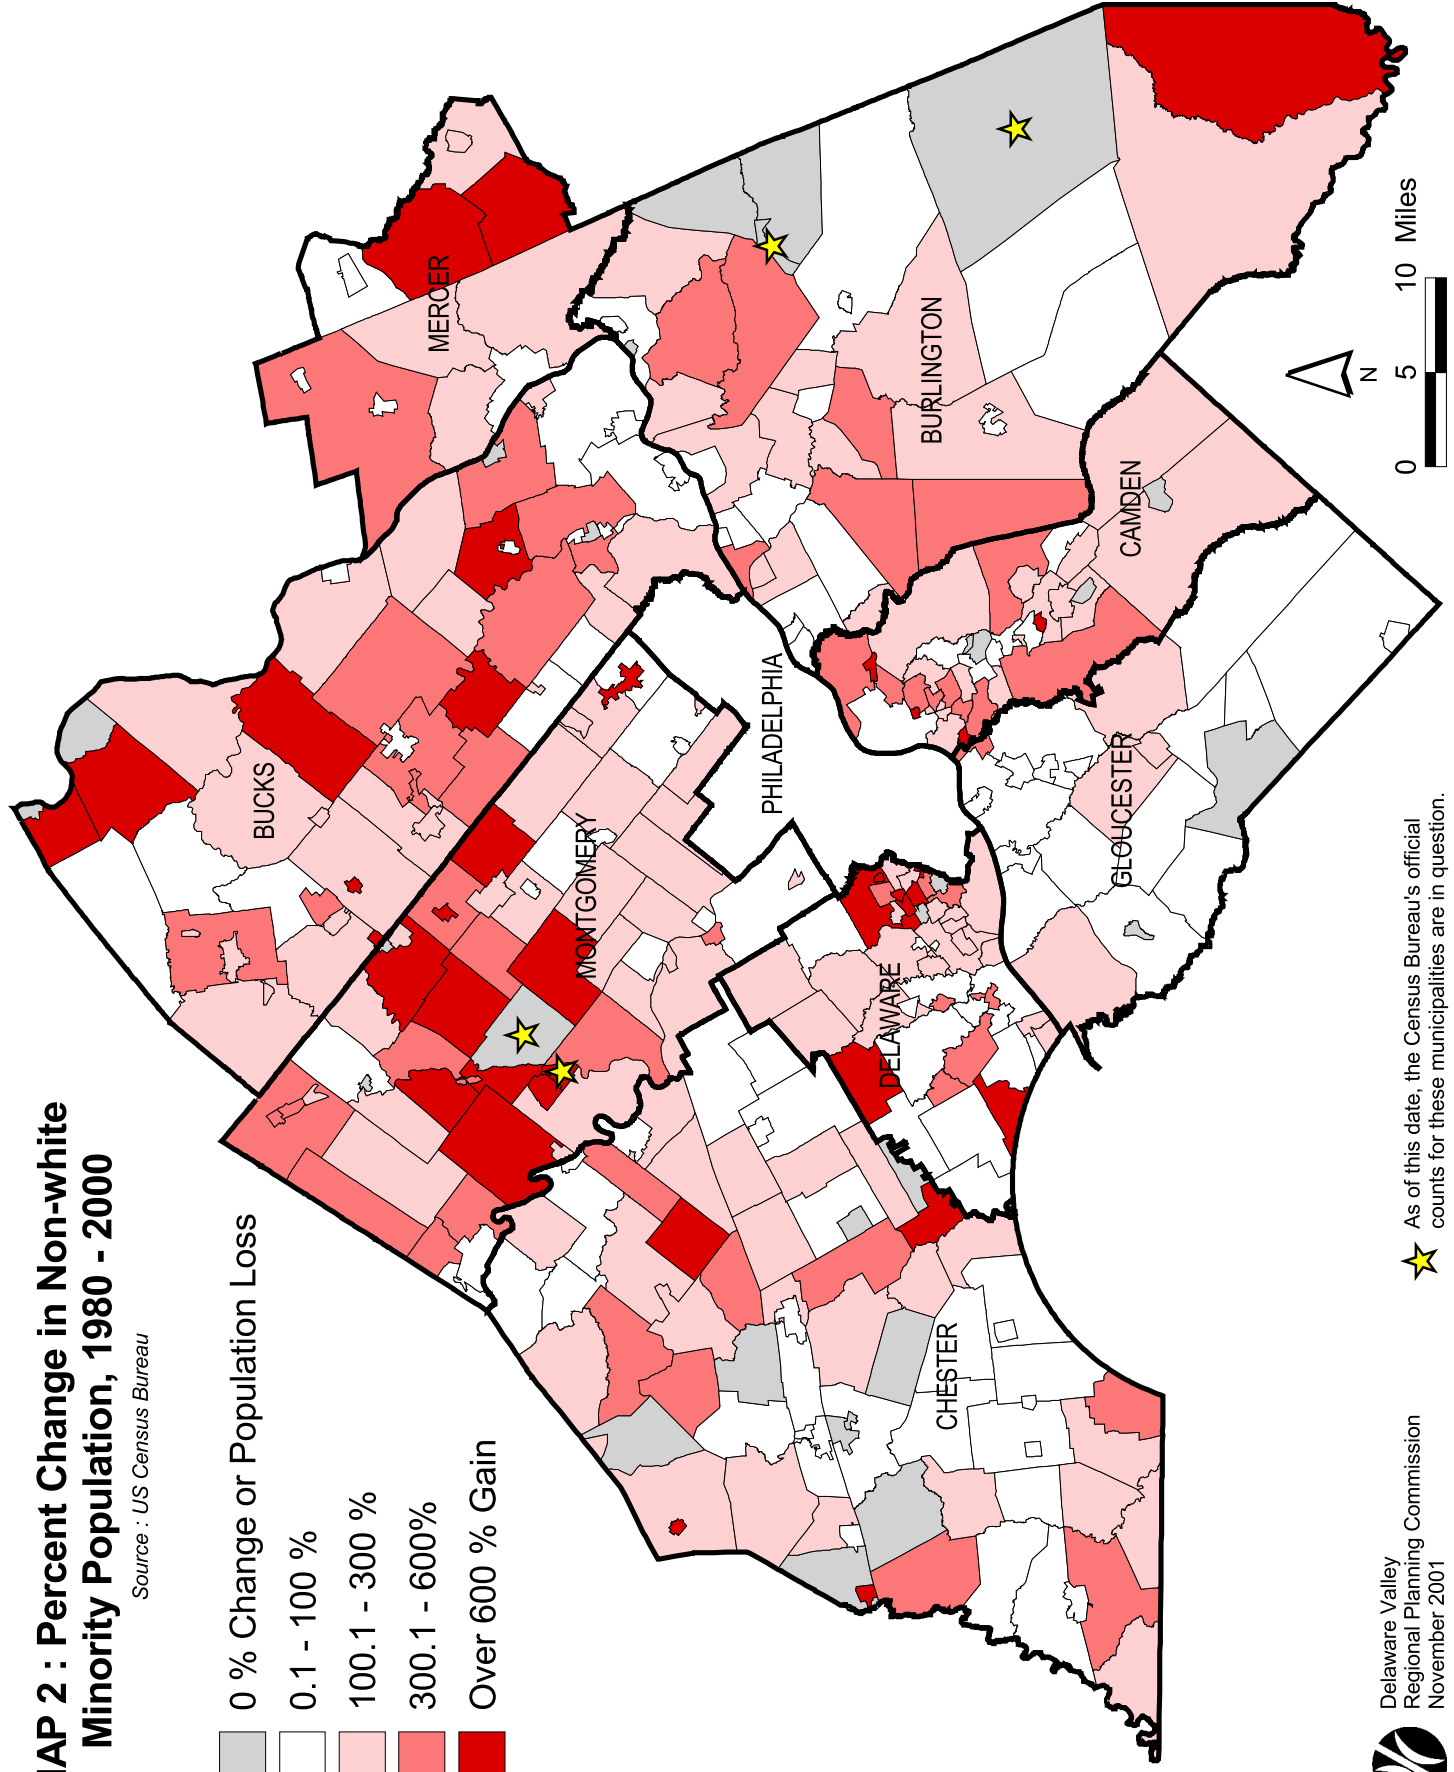 AP 2 : Percent Change in Non-white
Minority Population, 1980 - 2000
Source : US Census Bureau
0 % Change or Population Loss
0.1 - 100 %
100.1 - 300 %
300.1 - 600%
Over 600 % Gain
BUCKS
MERCER
MONTGOMERY
PHILADELPHIA
BURLINGTON
CAMDEN
GLOUCESTER
DELAWARE
CHESTER
N
0 5 10 Miles
As of this date, the Census Bureau's official
counts for these municipalities are in question.
Delaware Valley
Regional Planning Commission
November 2001